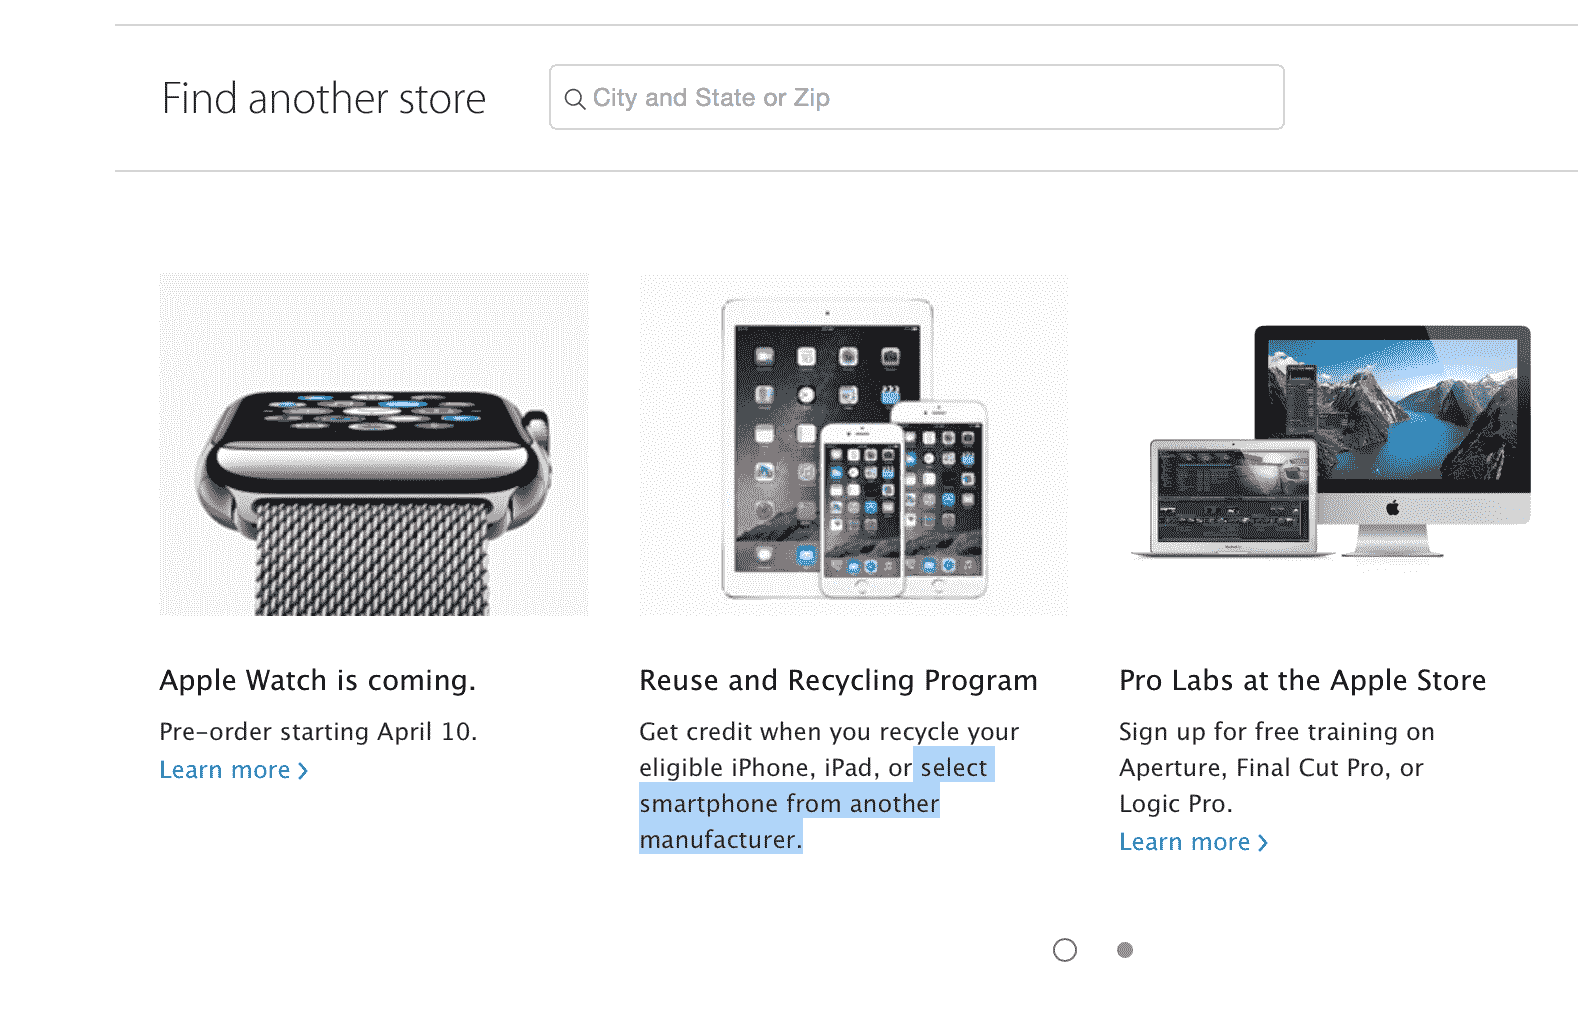 Find another store
City and State or Zip
Apple Watch is coming.
Pre-order starting April 10.
Learn more
Reuse and Recycling Program
Get credit when you recycle your
eligible iPhone, iPad, or select
smartphone from another
manufacturer.
Pro Labs at the Apple Store
Sign up for free training on
Aperture, Final Cut Pro, or
Logic Pro.
Learn more